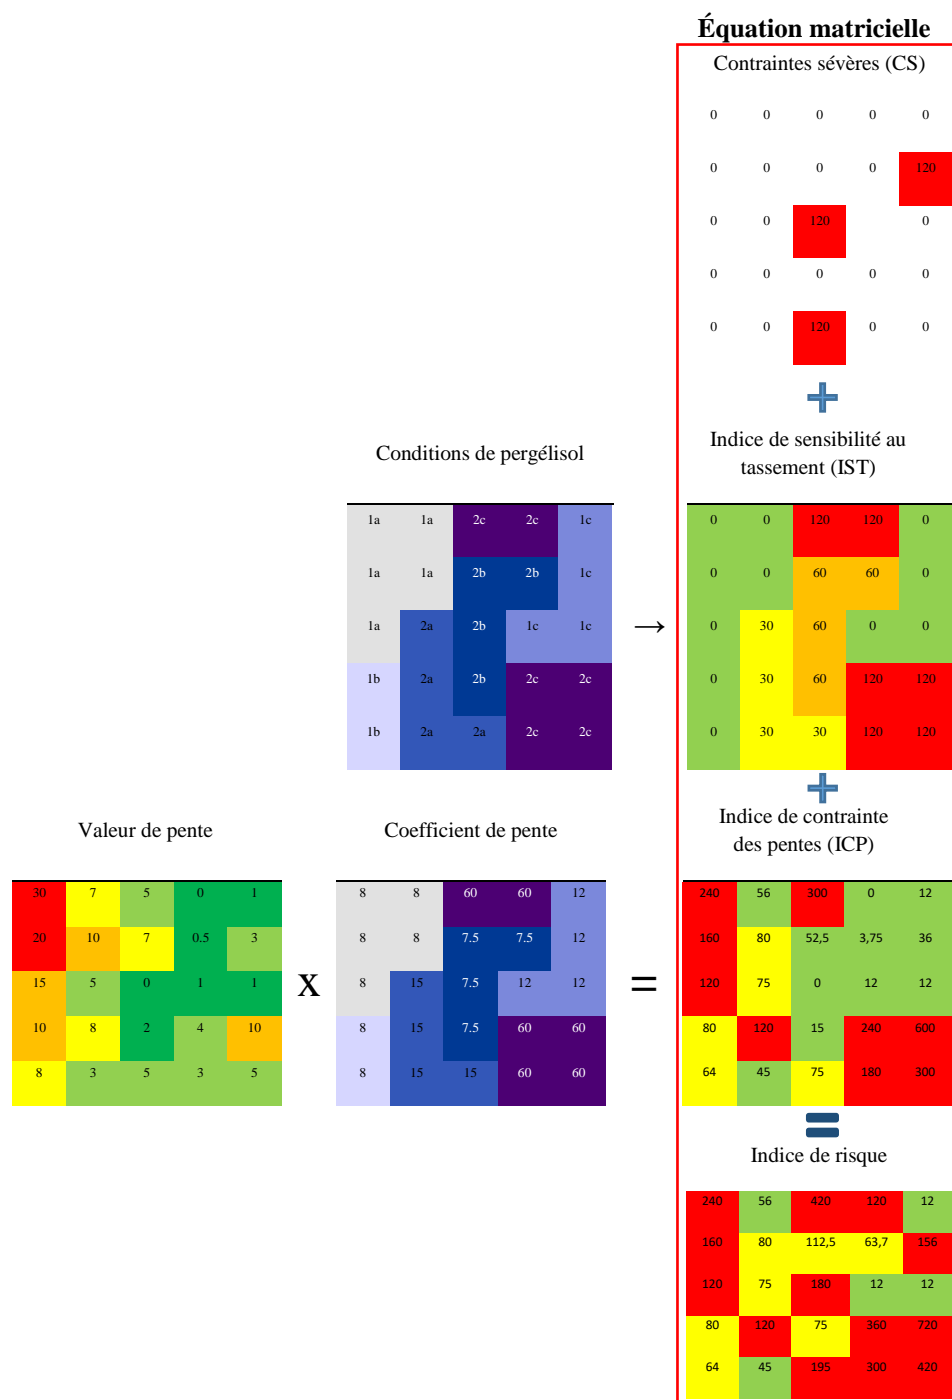 Équation matricielle
Contraintes sévères (CS)
0 0 0 0 0
0 0 0 0 120
0 0 120 0
0 0 0 0 0
0 0 120 0 0
+
Conditions de pergélisol
Indice de sensibilité au
tassement (IST)
1a 1a 2c 2c 1c
1a 1a 2b 2b 1c
1a 2a 2b 1c 1c
1b 2a 2b 2c 2c
1b 2a 2a 2c 2c
→
0 0 120 120 0
0 0 60 60 0
0 30 60 0 0
0 30 60 120 120
0 30 30 120 120
+
Valeur de pente
Coefficient de pente
Indice de contrainte
des pentes (ICP)
30 7 5 0 1
20 10 7 0.5 3
15 5 0 1 1
10 8 2 4 10
8 3 5 3 5
x
8 8 60 60 12
8 8 7.5 7.5 12
8 15 7.5 12 12
8 15 7.5 60 60
8 15 15 60 60
=
240 56 300 0 12
160 80 52,5 3,75 36
120 75 0 12 12
80 120 15 240 600
64 45 75 180 300
=
Indice de risque
240 56 420 120 12
160 80 112,5 63,7 156
120 75 180 12 12
80 120 75 360 720
64 45 195 300 420